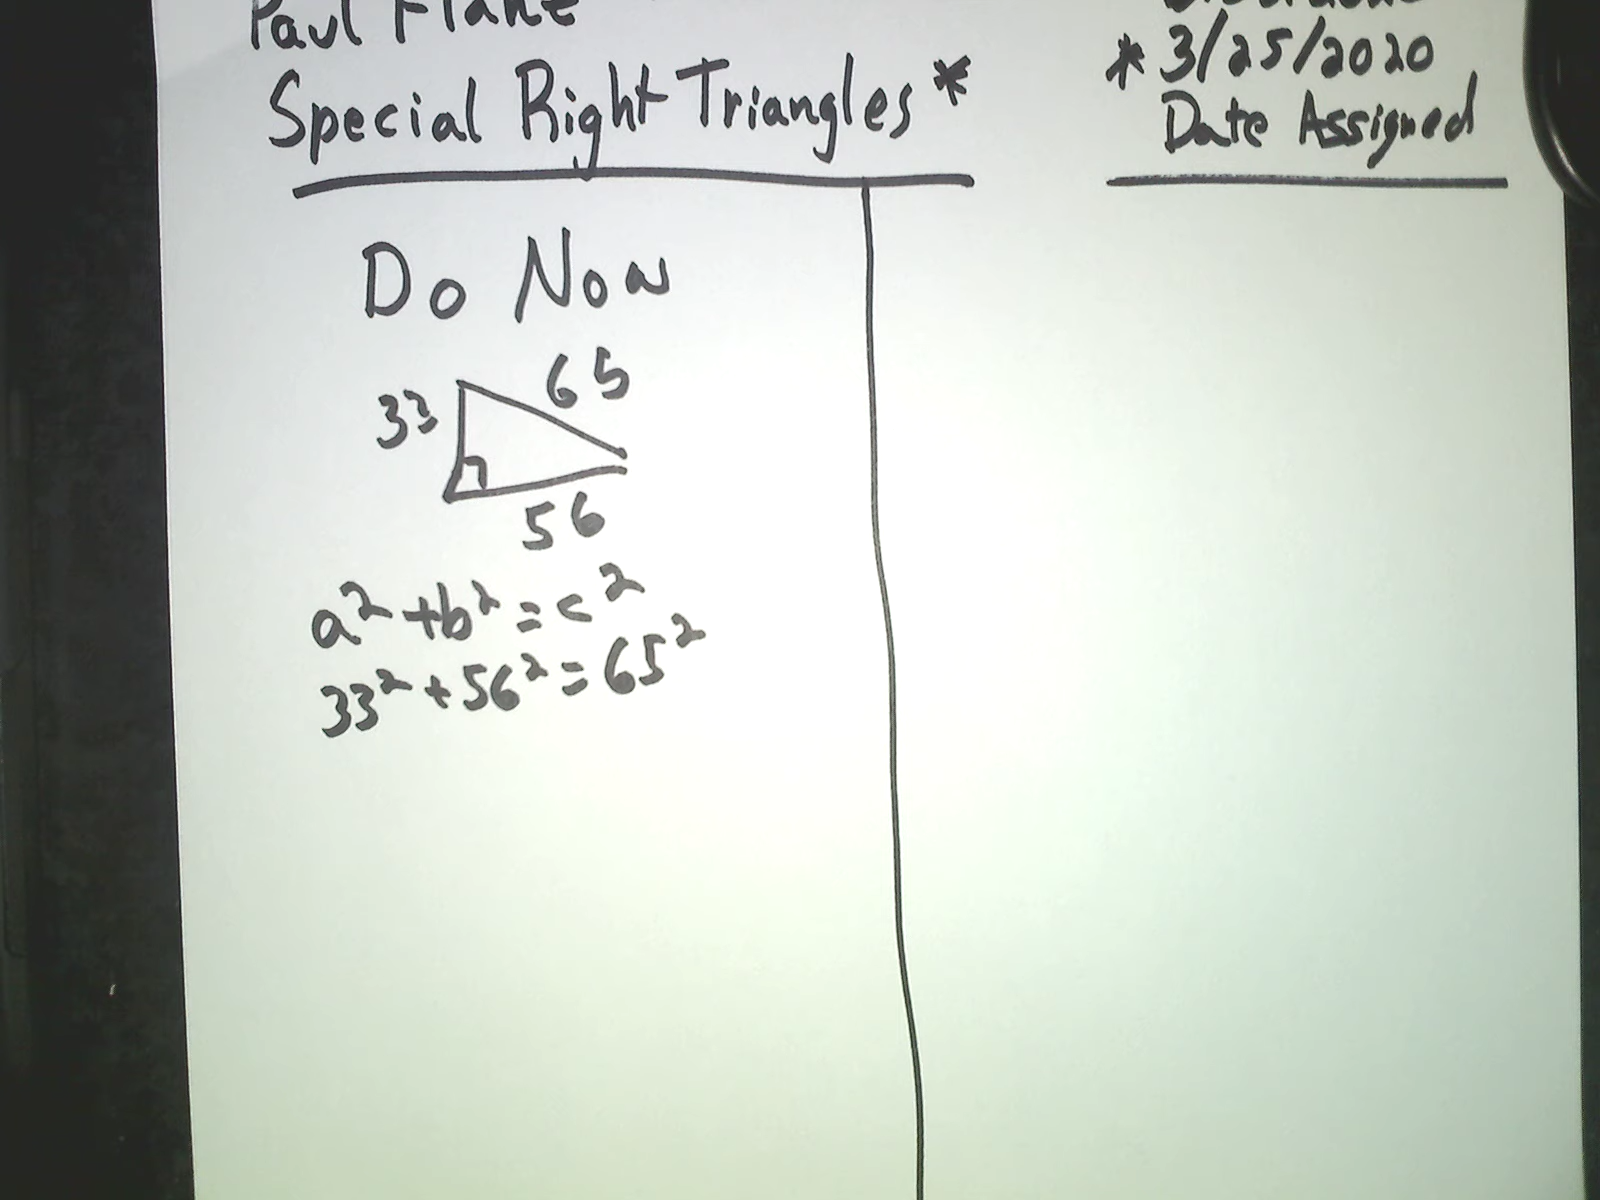 Paul
Special Right Triangles *
* 3/25/2020
Date Assigned
Do Now
33
65
56
a² + b² = c²
33² + 56² = 65²